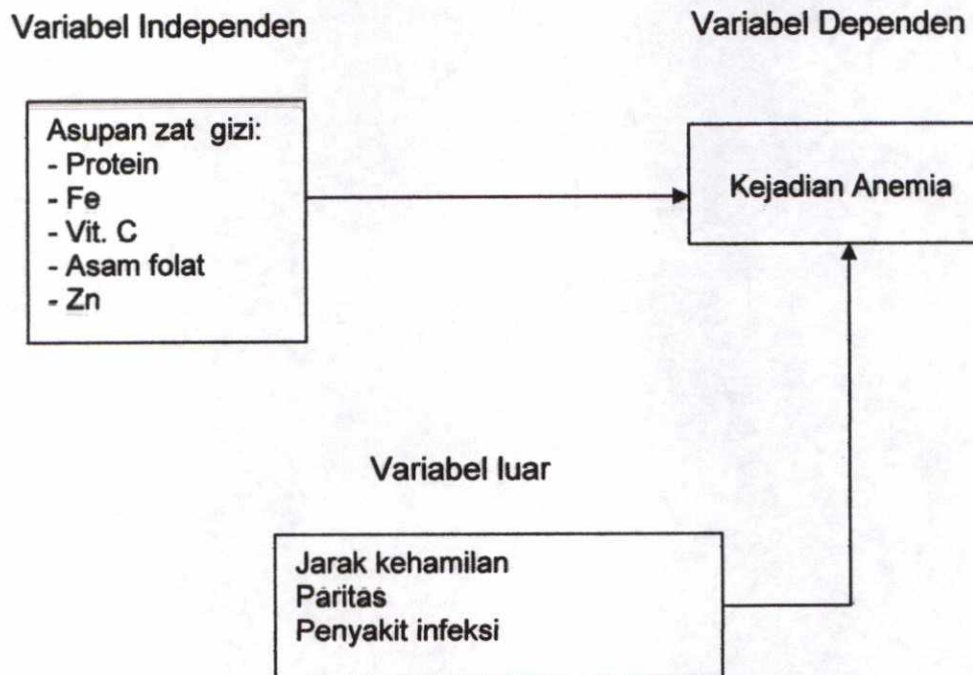 Variabel Independen
Variabel Dependen
Asupan zat gizi:
- Protein
- Fe
- Vit. C
- Asam folat
- Zn
Kejadian Anemia
Variabel luar
Jarak kehamilan
Paritas
Penyakit infeksi